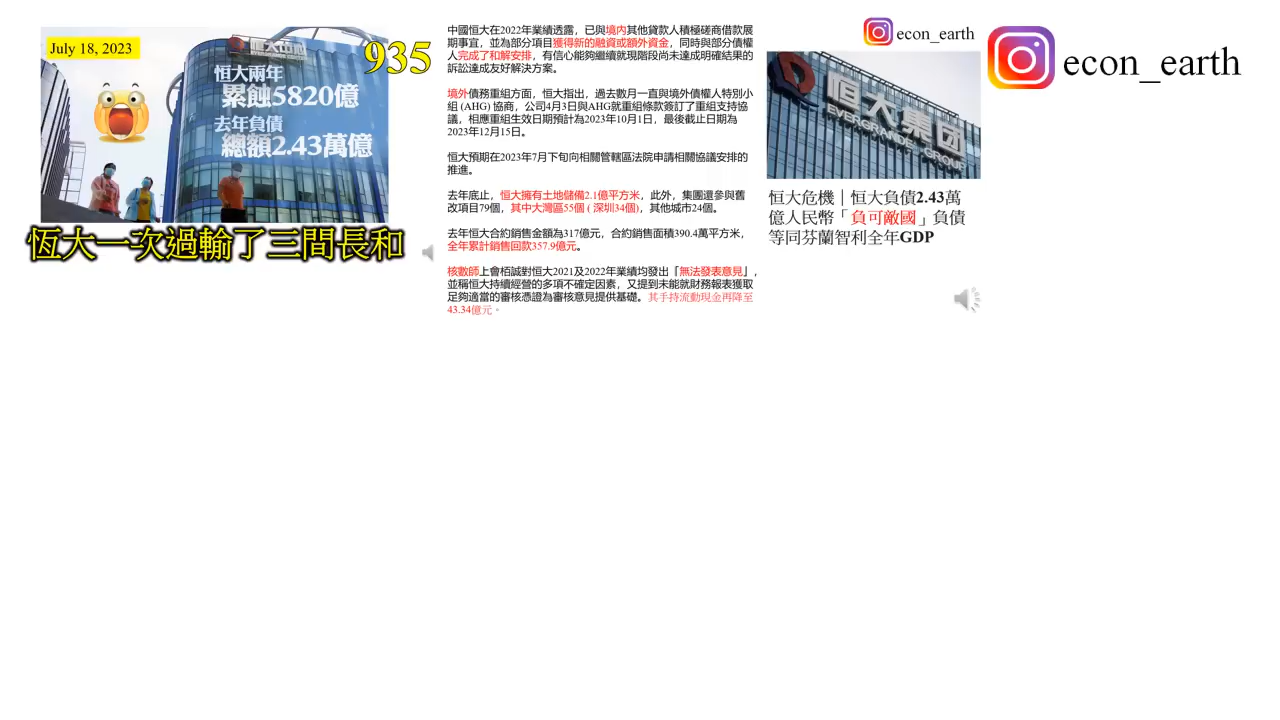 July 18, 2023
935
恒大中心
恒大兩年
累蝕5820億
去年負債
總額2.43萬億
恆大一次過輸了三間長和
中國恒大在2022年業績透露，已與境內其他貸款人積極磋商借款展
期事宜，並為部分項目獲得新的融資或額外資金，同時與部分債權
人完成了和解安排，有信心能夠繼續就現階段尚未達成明確結果的
訴訟達成友好解決方案。
境外債務重組方面，恒大指出，過去數月一直與境外債權人特別小
組 (AHG) 協商，公司4月3日與AHG就重組條款簽訂了重組支持協
議，相應重組生效日期預計為2023年10月1日，最後截止日期為
2023年12月15日。
恒大預期在2023年7月下旬向相關管轄區法院申請相關協議安排的
推進。
去年底止，恒大擁有土地儲備2.1億平方米，此外，集團還參與舊
改項目79個，其中大灣區55個 ( 深圳34個)，其他城市24個。
去年恒大合約銷售金額為317億元，合約銷售面積390.4萬平方米，
全年累計銷售回款357.9億元。
核數師上會栢誠對恒大2021及2022年業績均發出「無法發表意見」，
並稱恒大持續經營的多項不確定因素，又提到未能就財務報表獲取
足夠適當的審核憑證為審核意見提供基礎。其手持流動現金再降至
43.34億元。
econ_earth
恒大集团
EVERGRANDE GROUP
恒大危機｜恒大負債2.43萬
億人民幣「負可敵國」負債
等同芬蘭智利全年GDP
econ_earth